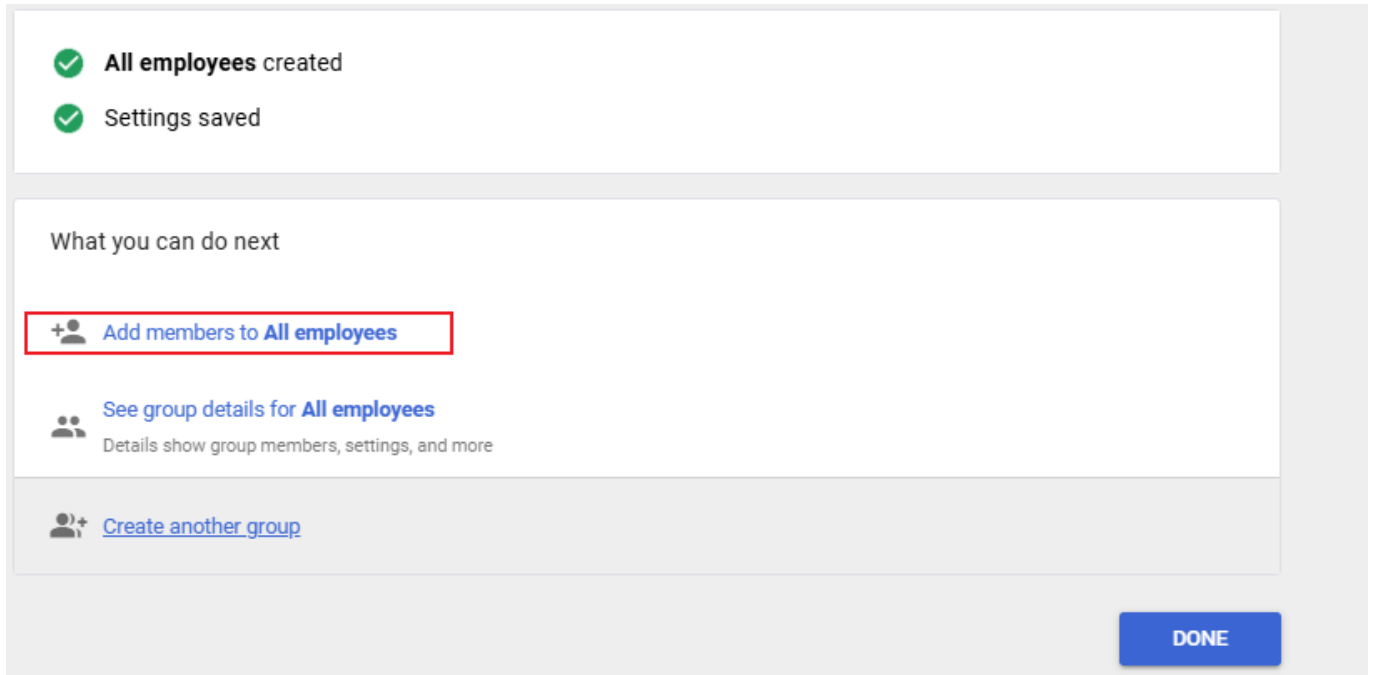 All employees created
Settings saved
What you can do next
Add members to All employees
See group details for All employees
Details show group members, settings, and more
Create another group
DONE